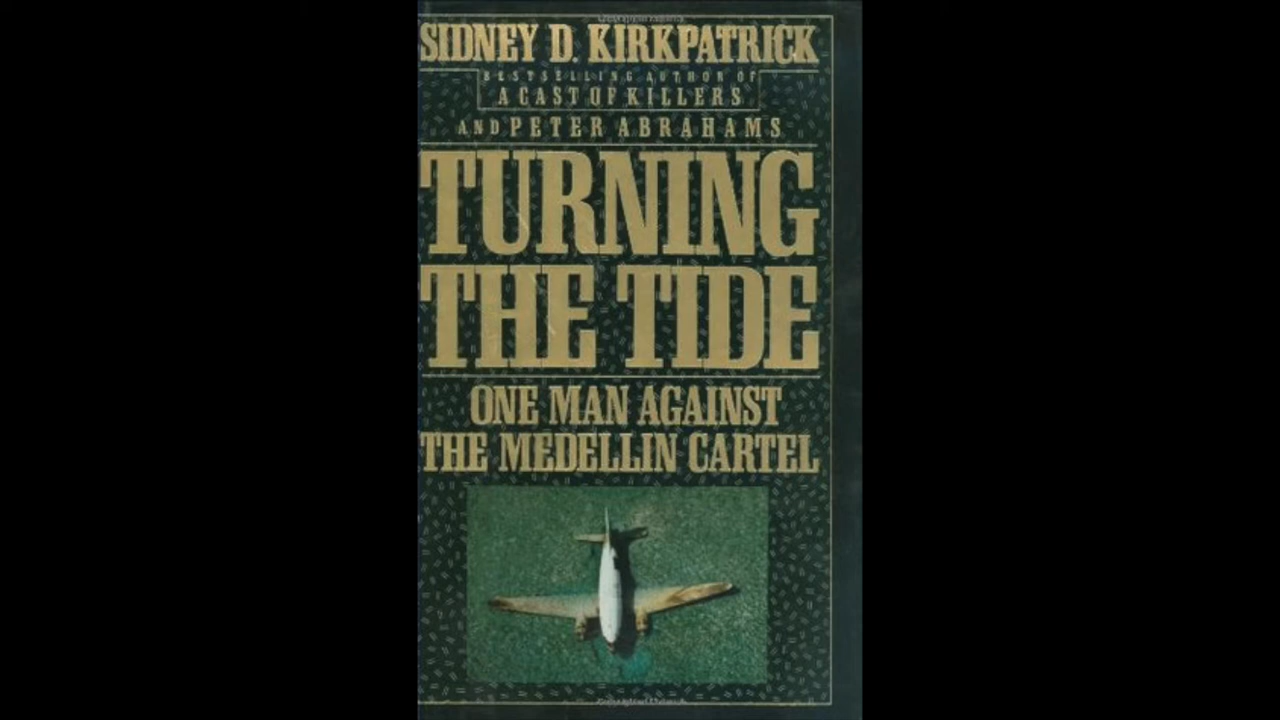 SIDNEY D. KIRKPATRICK
BESTSELLING AUTHOR OF
A CAST OF KILLERS
AND PETER ABRAHAMS
TURNING
THE TIDE
ONE MAN AGAINST
THE MEDELLIN CARTEL